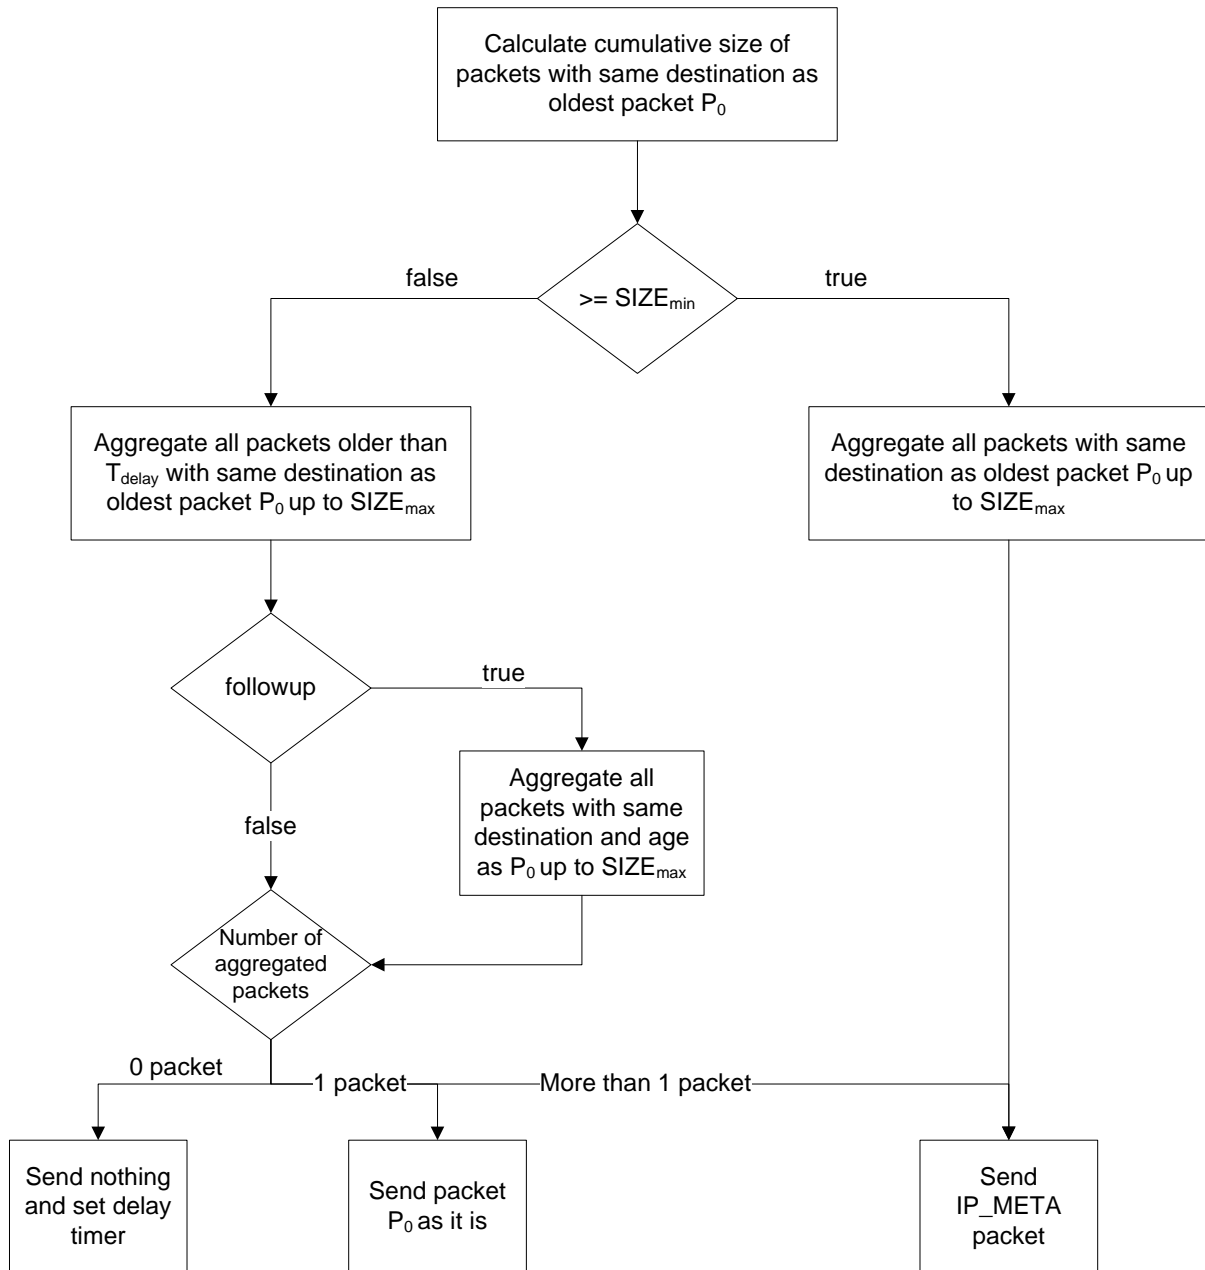 Calculate cumulative size of
packets with same destination as
oldest packet P0
false
>= SIZEmin
true
Aggregate all packets older than
Tdelay with same destination as
oldest packet P0 up to SIZEmax
Aggregate all packets with same
destination as oldest packet P0 up
to SIZEmax
followup
true
Aggregate all
packets with same
destination and age
as P0 up to SIZEmax
false
Number of
aggregated
packets
0 packet
1 packet
More than 1 packet
Send nothing
and set delay
timer
Send packet
P0 as it is
Send
IP_META
packet